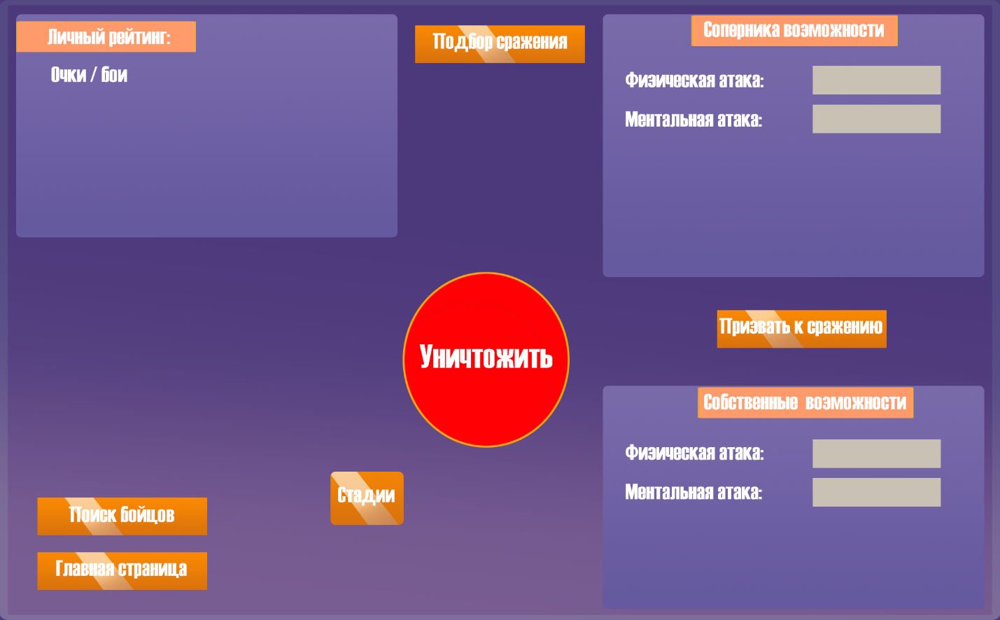 Личный рейтинг:
Очки / бои
Подбор сражения
Соперника возможности
Физическая атака:
Ментальная атака:
Уничтожить
Призвать к сражению
Собственные возможности
Физическая атака:
Ментальная атака:
Стадии
Поиск бойцов
Главная страница